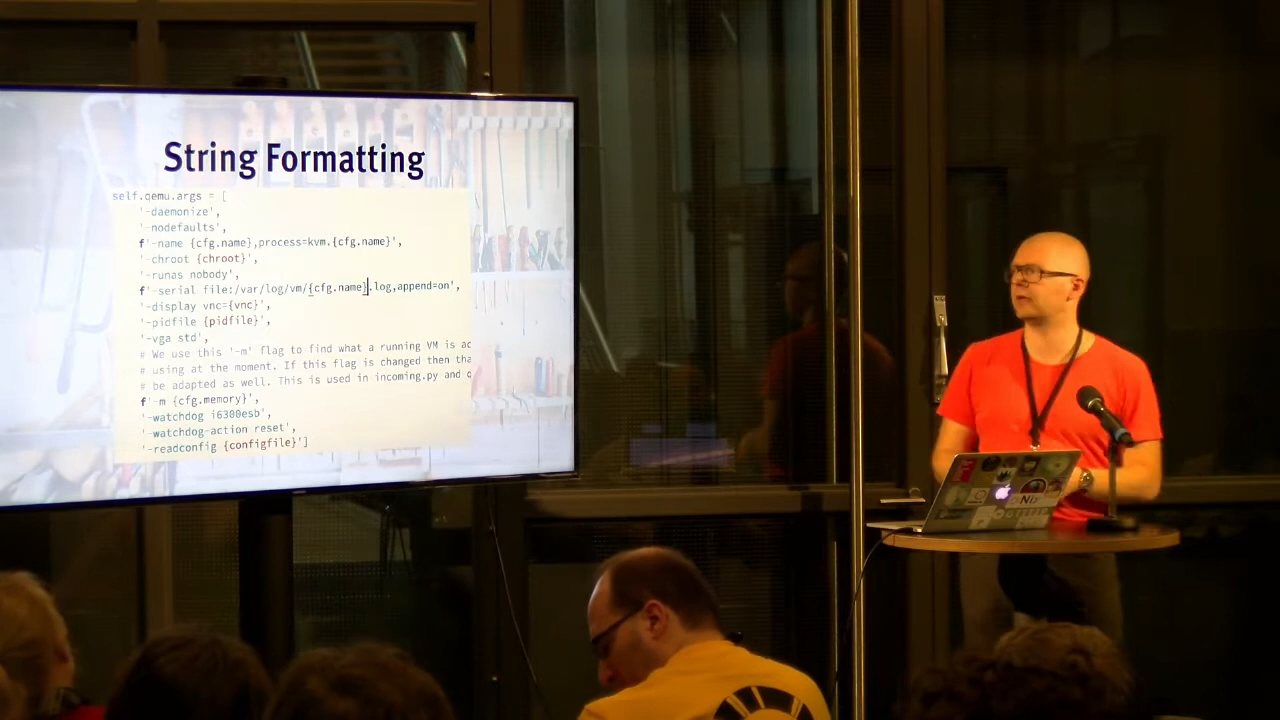 String Formatting
self.qemu.args = [
'-daemonize',
'-nodefaults',
f'-name {cfg.name},process=kvm.{cfg.name}',
'-chroot {chroot}',
'-runas nobody',
f'-serial file:/var/log/vm/{cfg.name}.log,append=on',
'-display vnc={vnc}',
'-pidfile {pidfile}',
'-vga std',
# We use this '-m' flag to find what a running VM is ac
# using at the moment. If this flag is changed then tha
# be adapted as well. This is used in incoming.py and
f'-m {cfg.memory}',
'-watchdog i6300esb',
'-watchdog-action reset',
'-readconfig {configfile}']
Nix